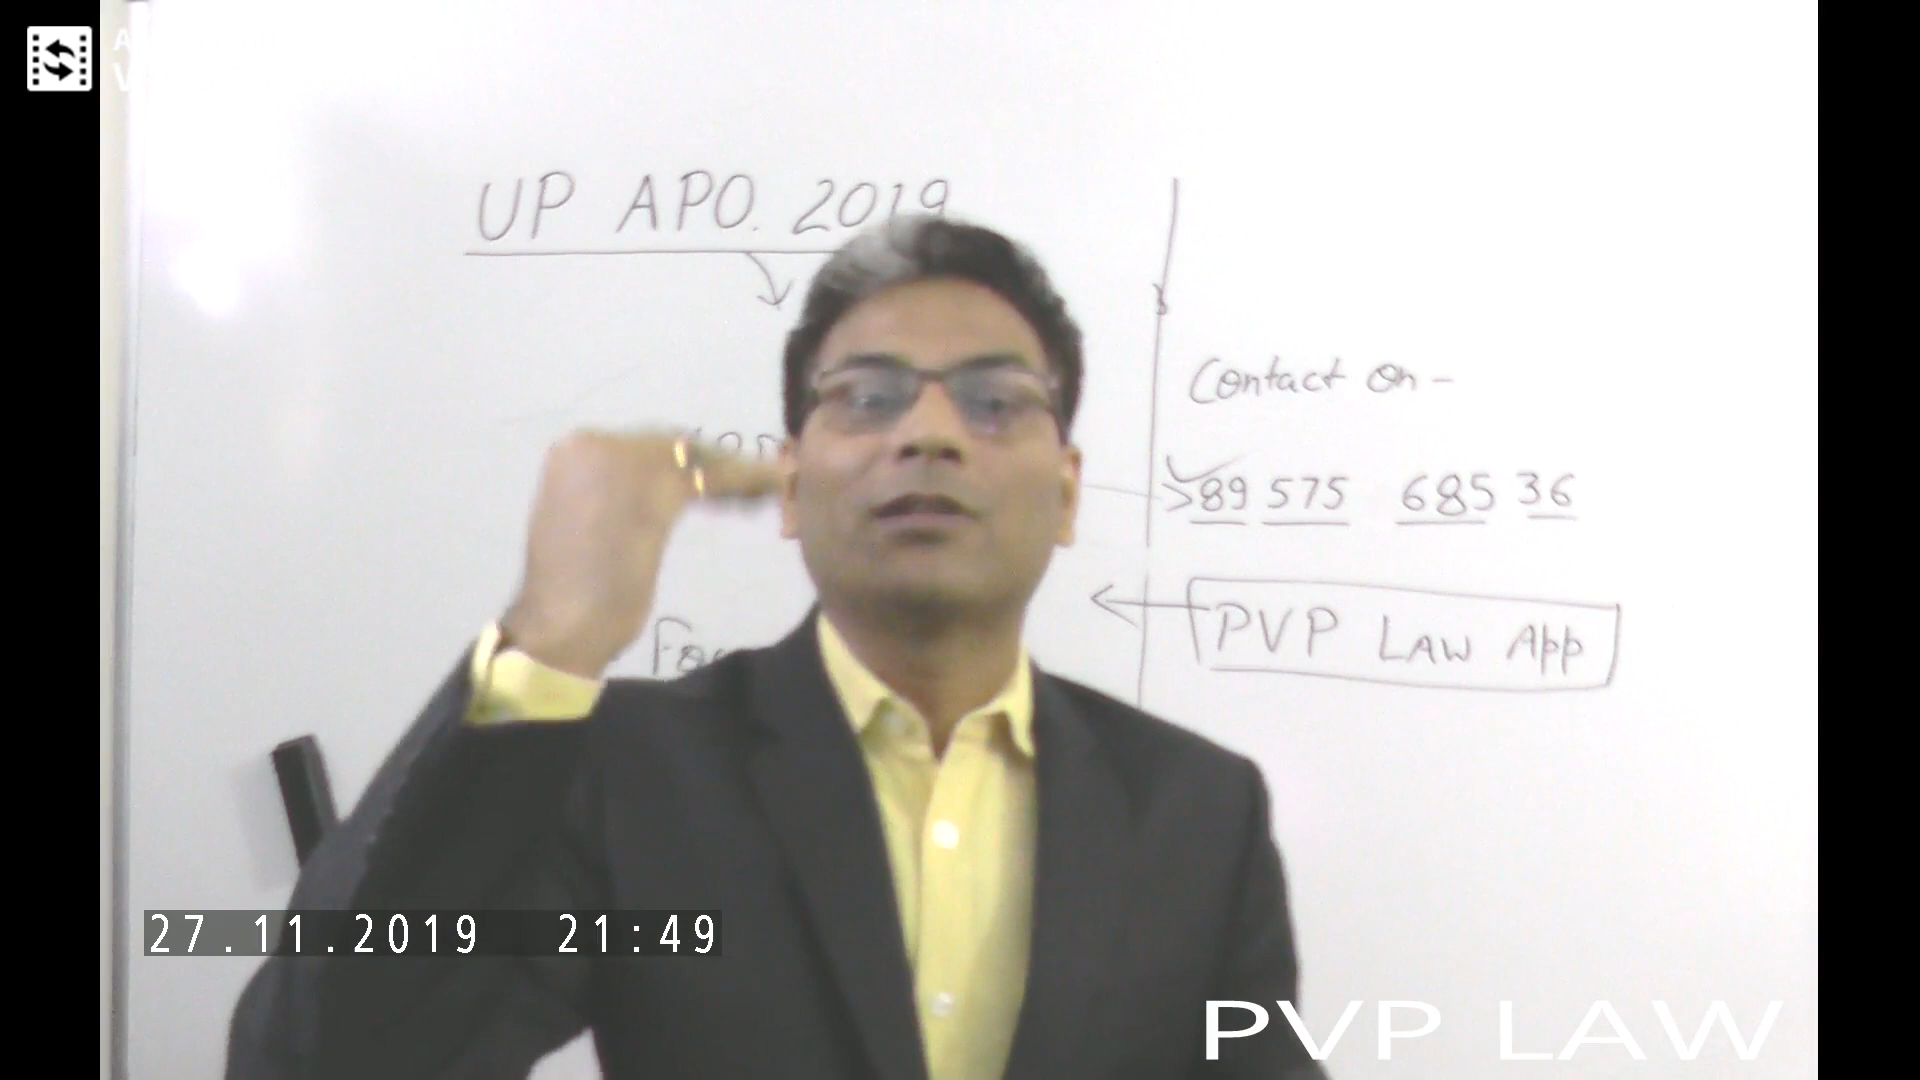 UP APO. 2019
Contact on -
89 575 685 36
PVP LAW App
27.11.2019 21:49
PVP LAW